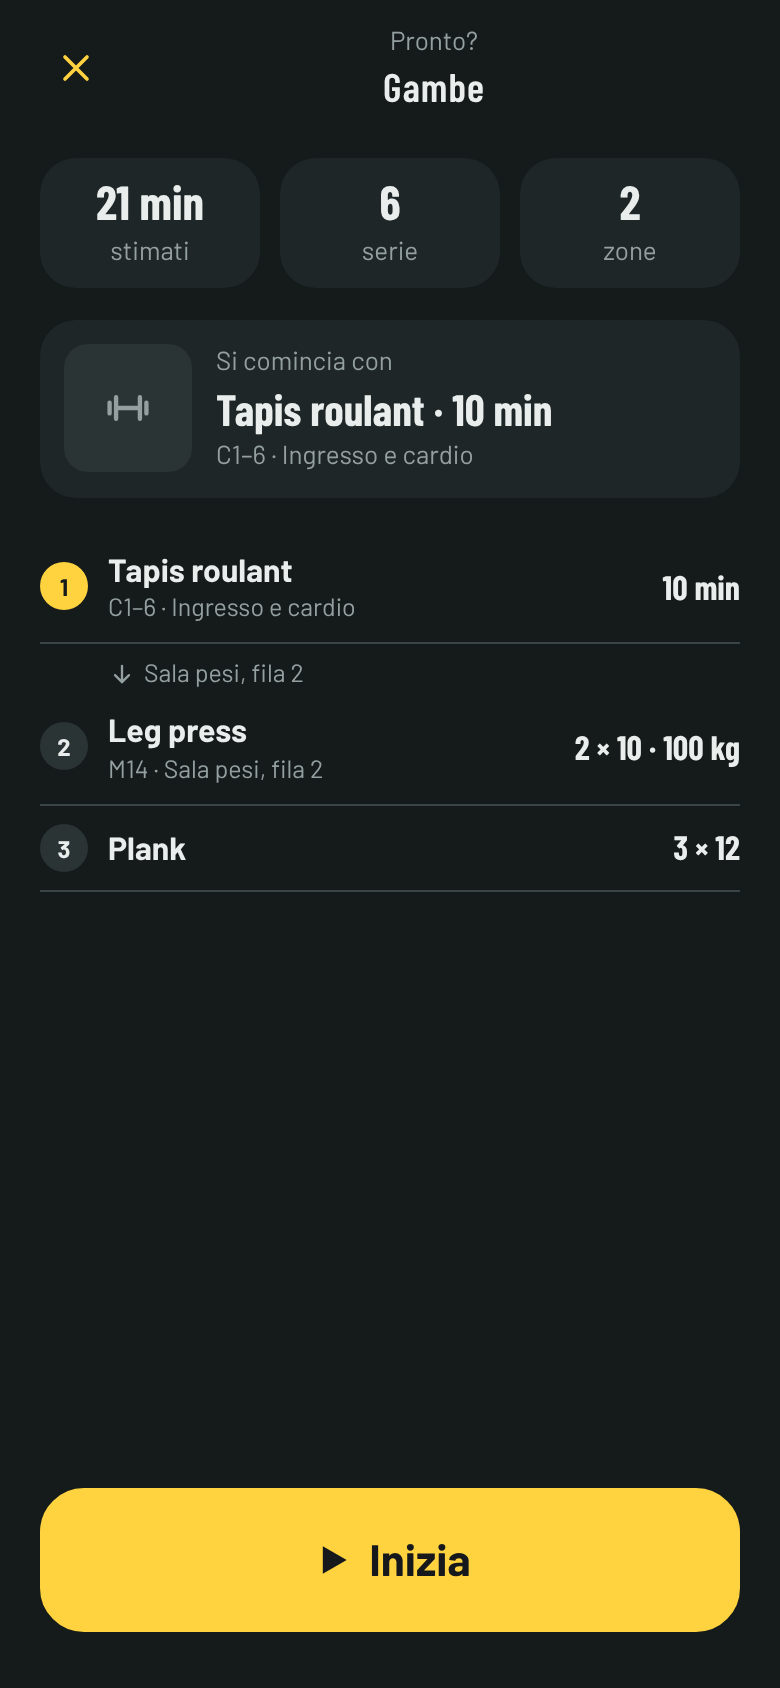 Pronto?
Gambe
21 min
stimati
6
serie
2
zone
Si comincia con
Tapis roulant · 10 min
C1–6 · Ingresso e cardio
1
Tapis roulant
C1–6 · Ingresso e cardio
10 min
Sala pesi, fila 2
2
Leg press
M14 · Sala pesi, fila 2
2 × 10 · 100 kg
3
Plank
3 × 12
Inizia